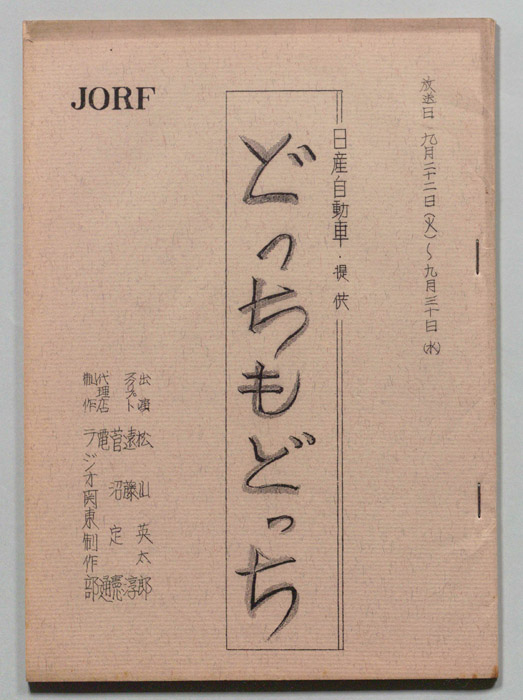 JORF
放送日 九月二十二日(火)～九月三十日(水)
日産自動車・提供
どっちもどっち
出演 松山英太郎
遠藤淳
スクリプト 菅沼定憲
代理店 電通
制作 ラジオ関東制作部